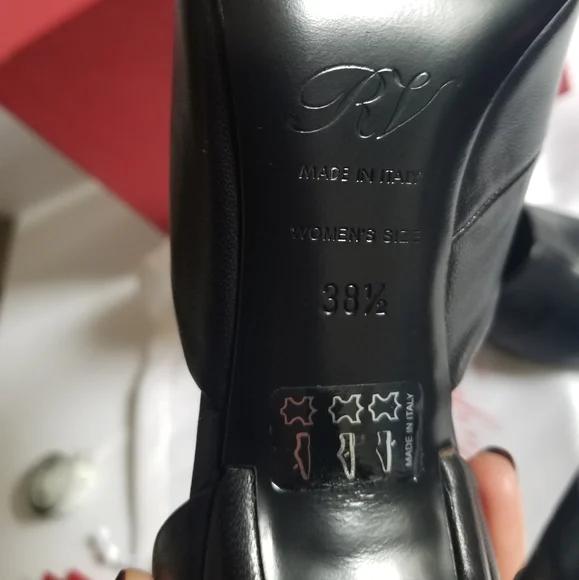 RV
MADE IN ITALY
WOMEN'S SIZE
38½
MADE IN ITALY